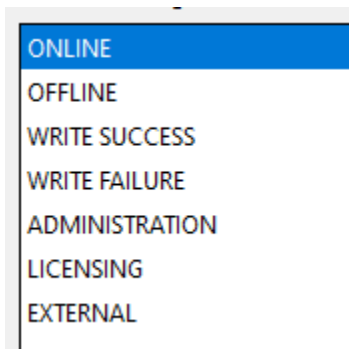 ONLINE
OFFLINE
WRITE SUCCESS
WRITE FAILURE
ADMINISTRATION
LICENSING
EXTERNAL